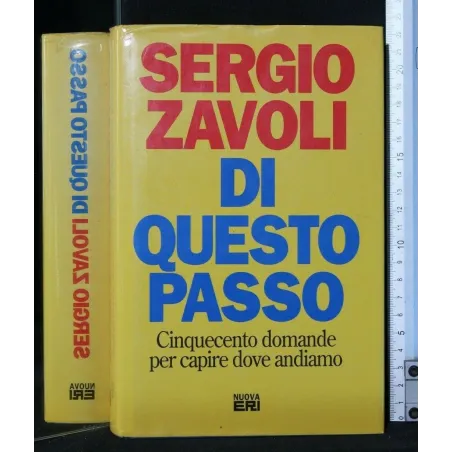 SERGIO
ZAVOLI
DI
QUESTO
PASSO
Cinquecento domande
per capire dove andiamo
NUOVA
ERI
SERGIO ZAVOLI DI QUESTO PASSO
NUOVA
ERI